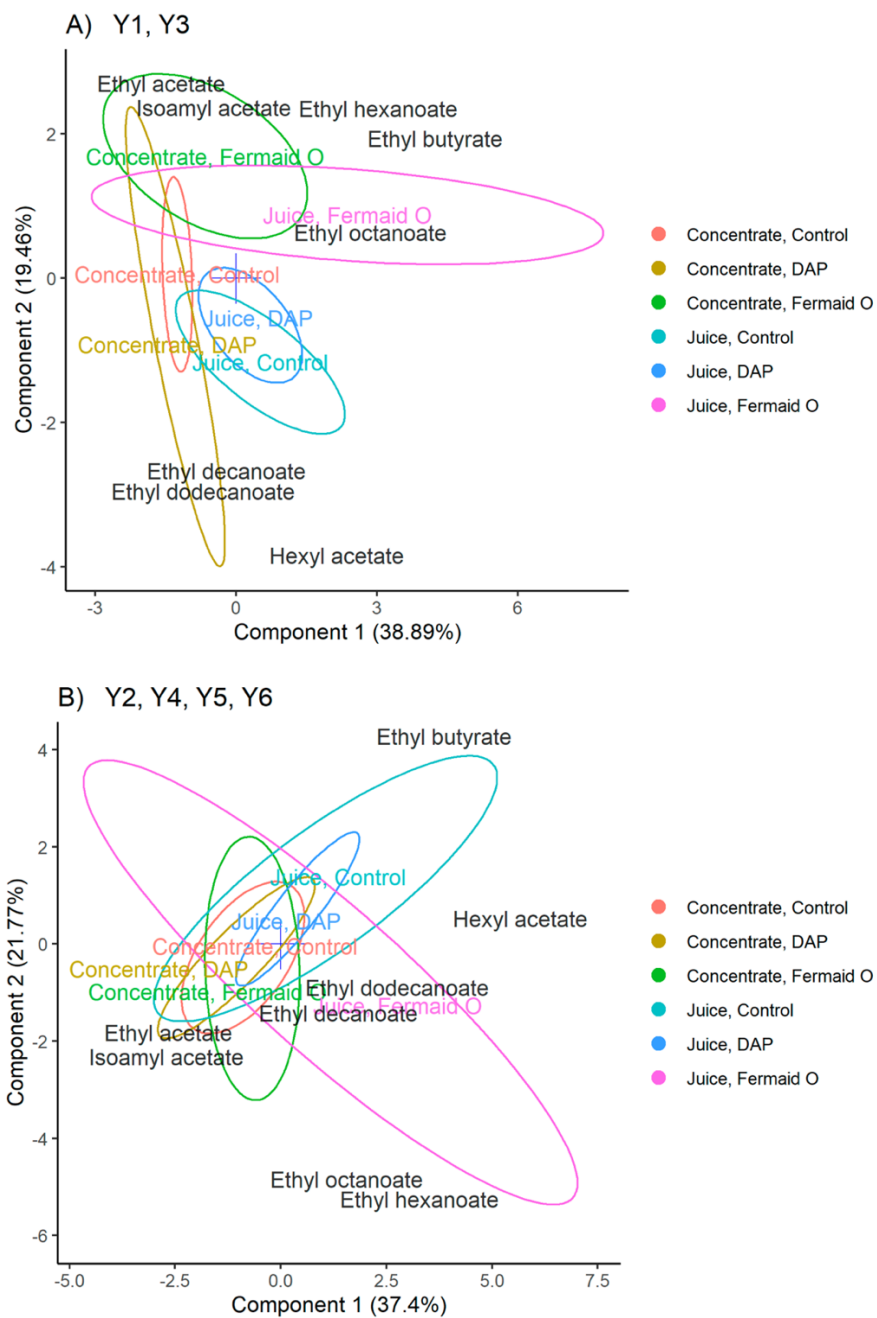 A) Y1, Y3
Ethyl acetate
Isoamyl acetate
Ethyl hexanoate
Ethyl butyrate
2
Concentrate, Fermaid O
Juice, Fermaid O
Ethyl octanoate
Concentrate, Control
0
Juice, DAP
Concentrate, DAP
Juice, Control
-2
Ethyl decanoate
Ethyl dodecanoate
Hexyl acetate
-4
-3
0
3
6
Component 1 (38.89%)
Component 2 (19.46%)
Concentrate, Control
Concentrate, DAP
Concentrate, Fermaid O
Juice, Control
Juice, DAP
Juice, Fermaid O
B) Y2, Y4, Y5, Y6
Ethyl butyrate
4
2
Juice, Control
Juice, DAP
Hexyl acetate
0
Concentrate, Control
Concentrate, DAP
Concentrate, Fermaid O
Ethyl dodecanoate
Juice, Fermaid O
Ethyl decanoate
Ethyl acetate
Isoamyl acetate
-2
-4
Ethyl octanoate
Ethyl hexanoate
-6
-5.0
-2.5
0.0
2.5
5.0
7.5
Component 1 (37.4%)
Component 2 (21.77%)
Concentrate, Control
Concentrate, DAP
Concentrate, Fermaid O
Juice, Control
Juice, DAP
Juice, Fermaid O